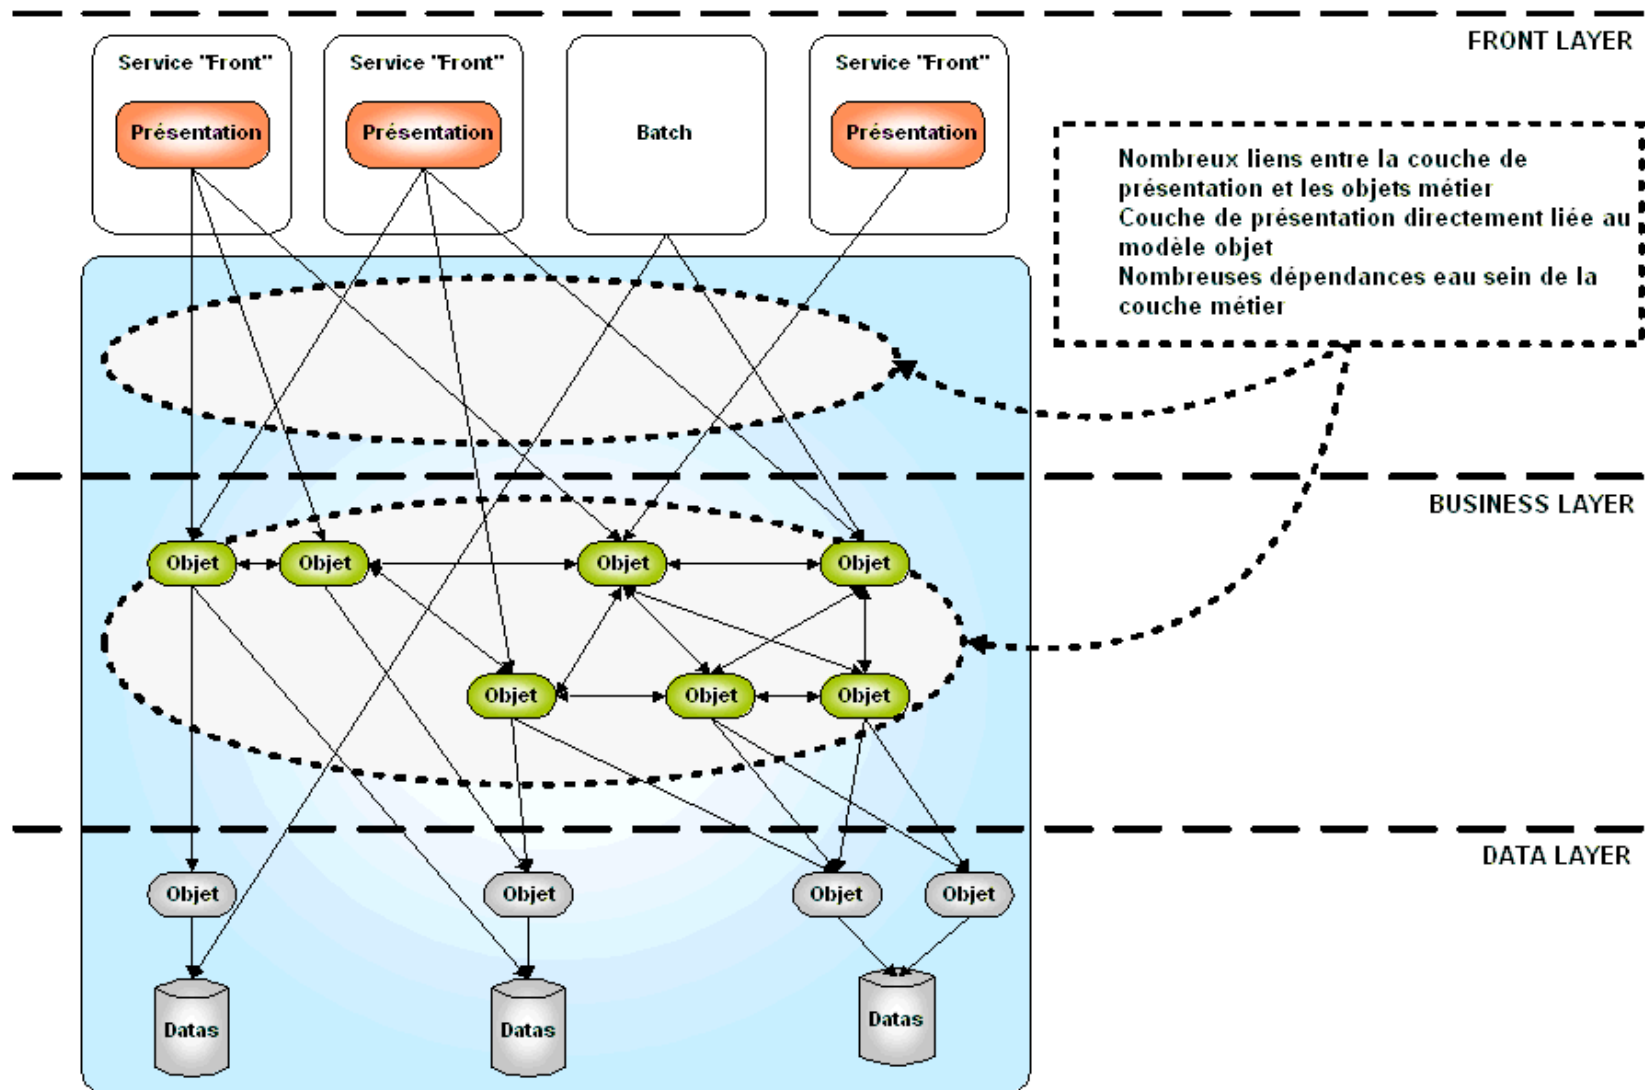 FRONT LAYER
Service "Front"
Service "Front"
Service "Front"
Présentation
Présentation
Batch
Présentation
Nombreux liens entre la couche de
présentation et les objets métier
Couche de présentation directement liée au
modèle objet
Nombreuses dépendances eau sein de la
couche métier
BUSINESS LAYER
Objet
Objet
Objet
Objet
Objet
Objet
Objet
DATA LAYER
Objet
Objet
Objet
Objet
Datas
Datas
Datas